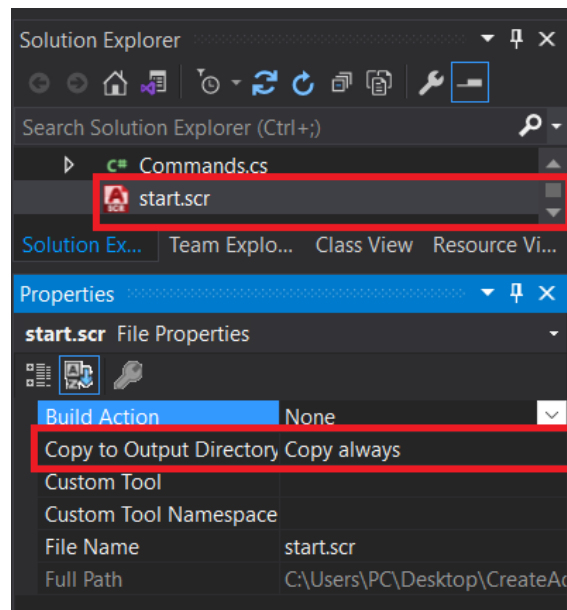 Solution Explorer
Search Solution Explorer (Ctrl+;)
C# Commands.cs
A SCR start.scr
Solution Ex... Team Explo... Class View Resource Vi...
Properties
start.scr File Properties
Build Action None
Copy to Output Directory Copy always
Custom Tool
Custom Tool Namespace
File Name start.scr
Full Path C:\Users\PC\Desktop\CreateAc